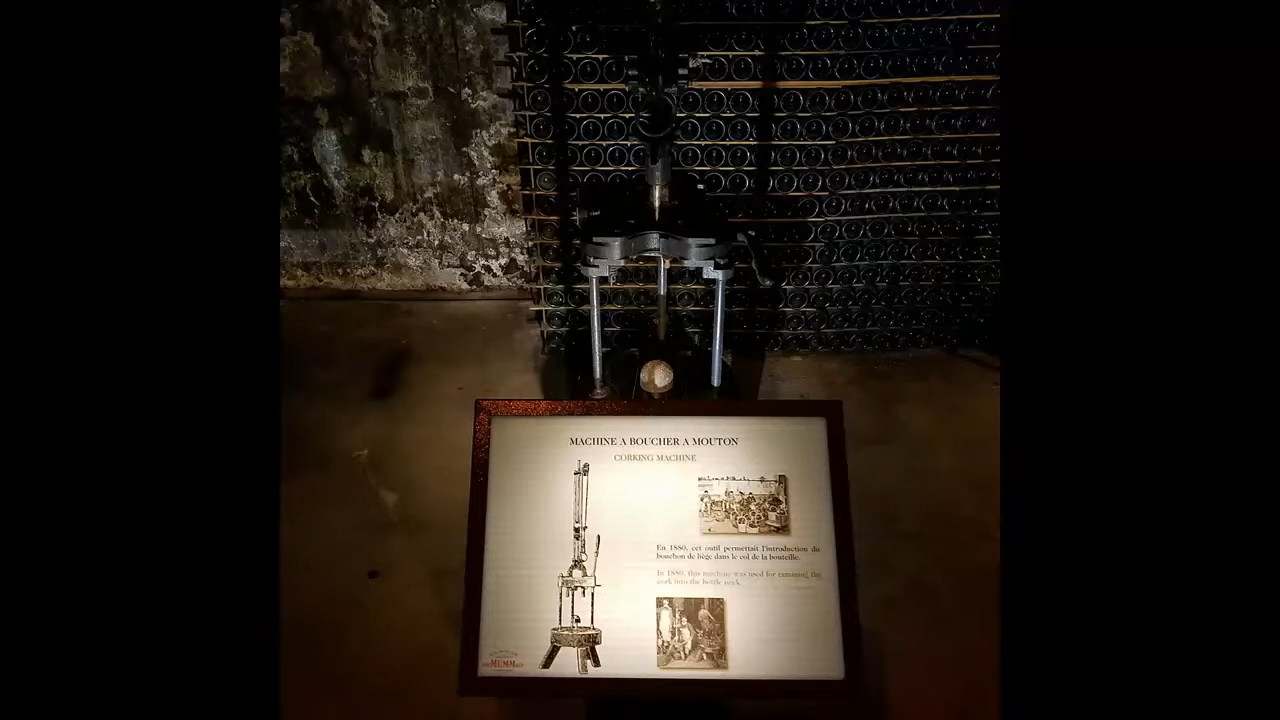 MACHINE A BOUCHER A MOUTON
CORKING MACHINE
En 1880, cet outil permettait l'introduction du
bouchon de liège dans le col de la bouteille.
In 1880, this machine was used for ramming the
cork into the bottle neck
MUMM